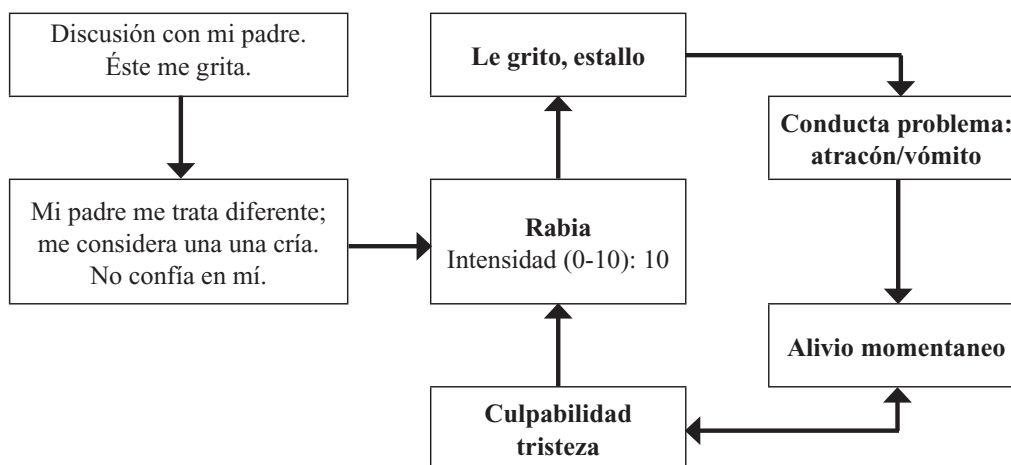 Discusión con mi padre.
Éste me grita.
Mi padre me trata diferente;
me considera una una cría.
No confía en mí.
Rabia
Intensidad (0-10): 10
Le grito, estallo
Conducta problema:
atracón/vómito
Alivio momentaneo
Culpabilidad
tristeza